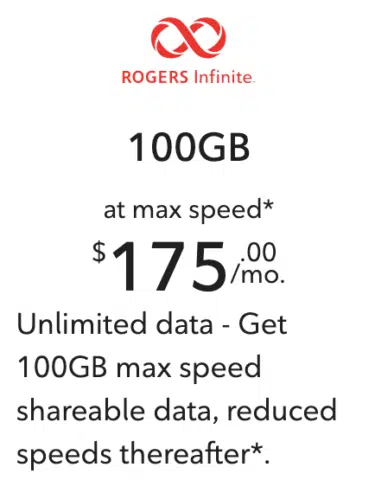 ROGERS Infinite.
100GB
at max speed*
$175.00/mo.
Unlimited data - Get
100GB max speed
shareable data, reduced
speeds thereafter*.